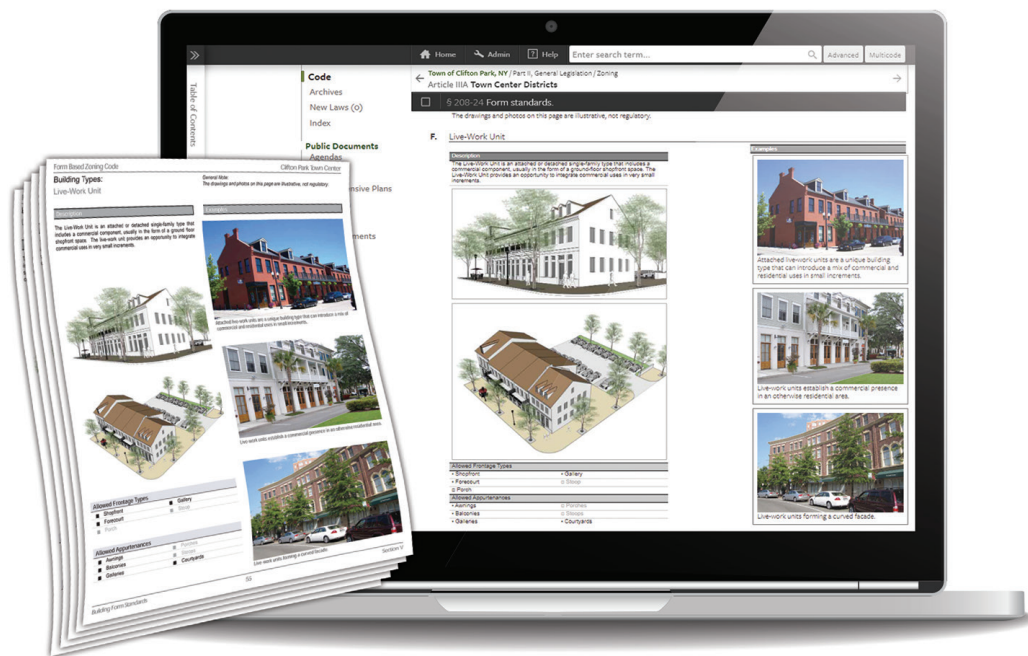 Home
Admin
? Help
Enter search term...
Advanced
Multicode
Table of Contents
Code
Archives
New Laws (0)
Index
Public Documents
Agendas
ensive Plans
ments
Town of Clifton Park, NY / Part II, General Legislation / Zoning
Article IIIA Town Center Districts
§ 208-24 Form standards.
The drawings and photos on this page are illustrative, not regulatory.
F. Live-Work Unit
Description
The Live-Work Unit is an attached or detached single-family type that includes a
commercial component, usually in the form of a ground-floor shopfront space. The
Live-Work Unit provides an opportunity to integrate commercial uses in very small
increments.
Allowed Frontage Types
• Shopfront
• Gallery
• Forecourt
o Stoop
o Porch
Allowed Appurtenances
• Awnings
o Porches
• Balconies
o Stoops
• Galleries
• Courtyards
Examples
Attached live-work units are a unique building
type that can introduce a mix of commercial and
residential uses in small increments.
Live-work units establish a commercial presence
in an otherwise residential area.
Live-work units forming a curved facade.
Form Based Zoning Code
Clifton Park Town Center
Building Types:
Live-Work Unit
General Note:
The drawings and photos on this page are illustrative, not regulatory.
Description
The Live-Work Unit is an attached or detached single-family type that
includes a commercial component, usually in the form of a ground floor
shopfront space. The live-work unit provides an opportunity to integrate
commercial uses in very small increments.
Examples
Attached live-work units are a unique building type that can introduce a mix of
commercial and residential uses in small increments.
Live-work units establish a commercial presence in an otherwise residential area.
Live-work units forming a curved facade.
Allowed Frontage Types
Shopfront
Gallery
Forecourt
Stoop
Porch
Allowed Appurtenances
Awnings
Porches
Balconies
Stoops
Galleries
Courtyards
Building Form Standards
Section V